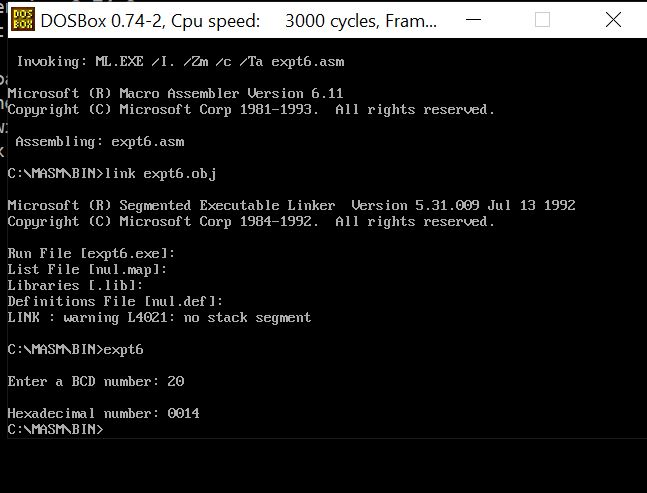 DOS BOX DOSBox 0.74-2, Cpu speed: 3000 cycles, Fram...
Invoking: ML.EXE /I. /Zm /c /Ta expt6.asm
Microsoft (R) Macro Assembler Version 6.11
Copyright (C) Microsoft Corp 1981-1993. All rights reserved.
Assembling: expt6.asm
C:\MASM\BIN>link expt6.obj
Microsoft (R) Segmented Executable Linker Version 5.31.009 Jul 13 1992
Copyright (C) Microsoft Corp 1984-1992. All rights reserved.
Run File [expt6.exe]:
List File [nul.map]:
Libraries [.lib]:
Definitions File [nul.def]:
LINK : warning L4021: no stack segment
C:\MASM\BIN>expt6
Enter a BCD number: 20
Hexadecimal number: 0014
C:\MASM\BIN>